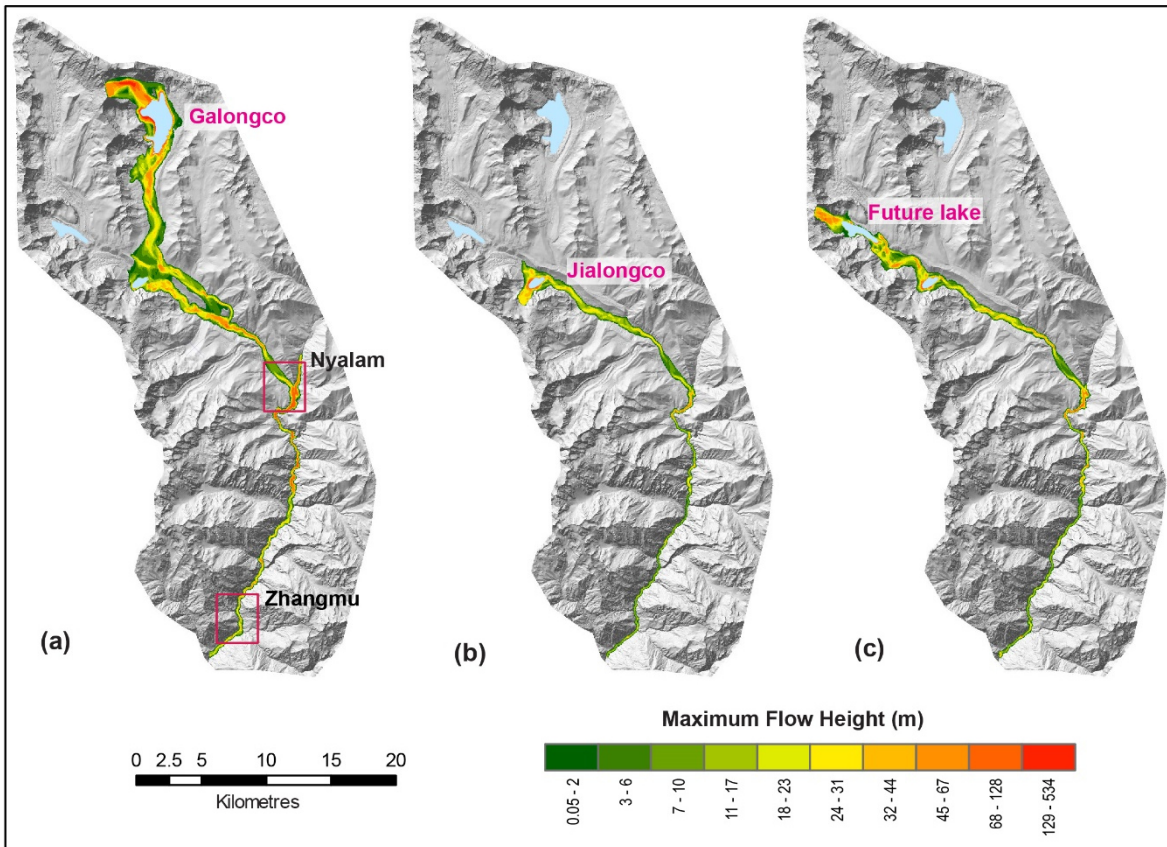 Galongco
Nyalam
Zhangmu
(a)
Jialongco
(b)
Future lake
(c)
0 2.5 5 10 15 20
Kilometres
Maximum Flow Height (m)
0.05 - 2
3 - 6
7 - 10
11 - 17
18 - 23
24 - 31
32 - 44
45 - 67
68 - 128
129 - 534